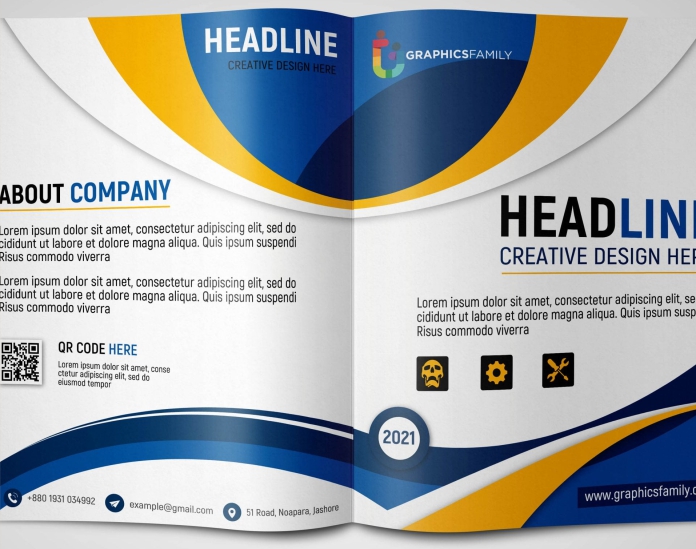 HEADLINE
CREATIVE DESIGN HERE
ABOUT COMPANY
Lorem ipsum dolor sit amet, consectetur adipiscing elit, sed do
cididunt ut labore et dolore magna aliqua. Quis ipsum suspendi
Risus commodo viverra
Lorem ipsum dolor sit amet, consectetur adipiscing elit, sed do
cididunt ut labore et dolore magna aliqua. Quis ipsum suspendi
Risus commodo viverra
QR CODE HERE
Lorem ipsum dolor sit amet, conse
ctetur adipiscing elit, sed do
eiusmod tempor
+880 1931 034992
example@gmail.com
51 Road, Noapara, Jashore
GRAPHICSFAMILY
HEADLIN
CREATIVE DESIGN HER
Lorem ipsum dolor sit amet, consectetur adipiscing elit, s
cididunt ut labore et dolore magna aliqua. Quis ipsum sus
Risus commodo viverra
2021
www.graphicsfamily.c